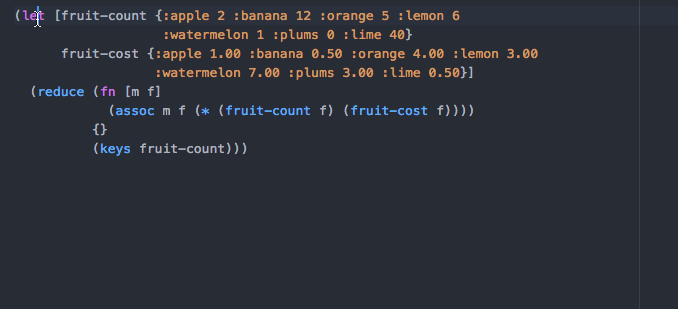 (let [fruit-count {:apple 2 :banana 12 :orange 5 :lemon 6
:watermelon 1 :plums 0 :lime 40}
fruit-cost {:apple 1.00 :banana 0.50 :orange 4.00 :lemon 3.00
:watermelon 7.00 :plums 3.00 :lime 0.50}]
(reduce (fn [m f]
(assoc m f (* (fruit-count f) (fruit-cost f))))
{}
(keys fruit-count)))